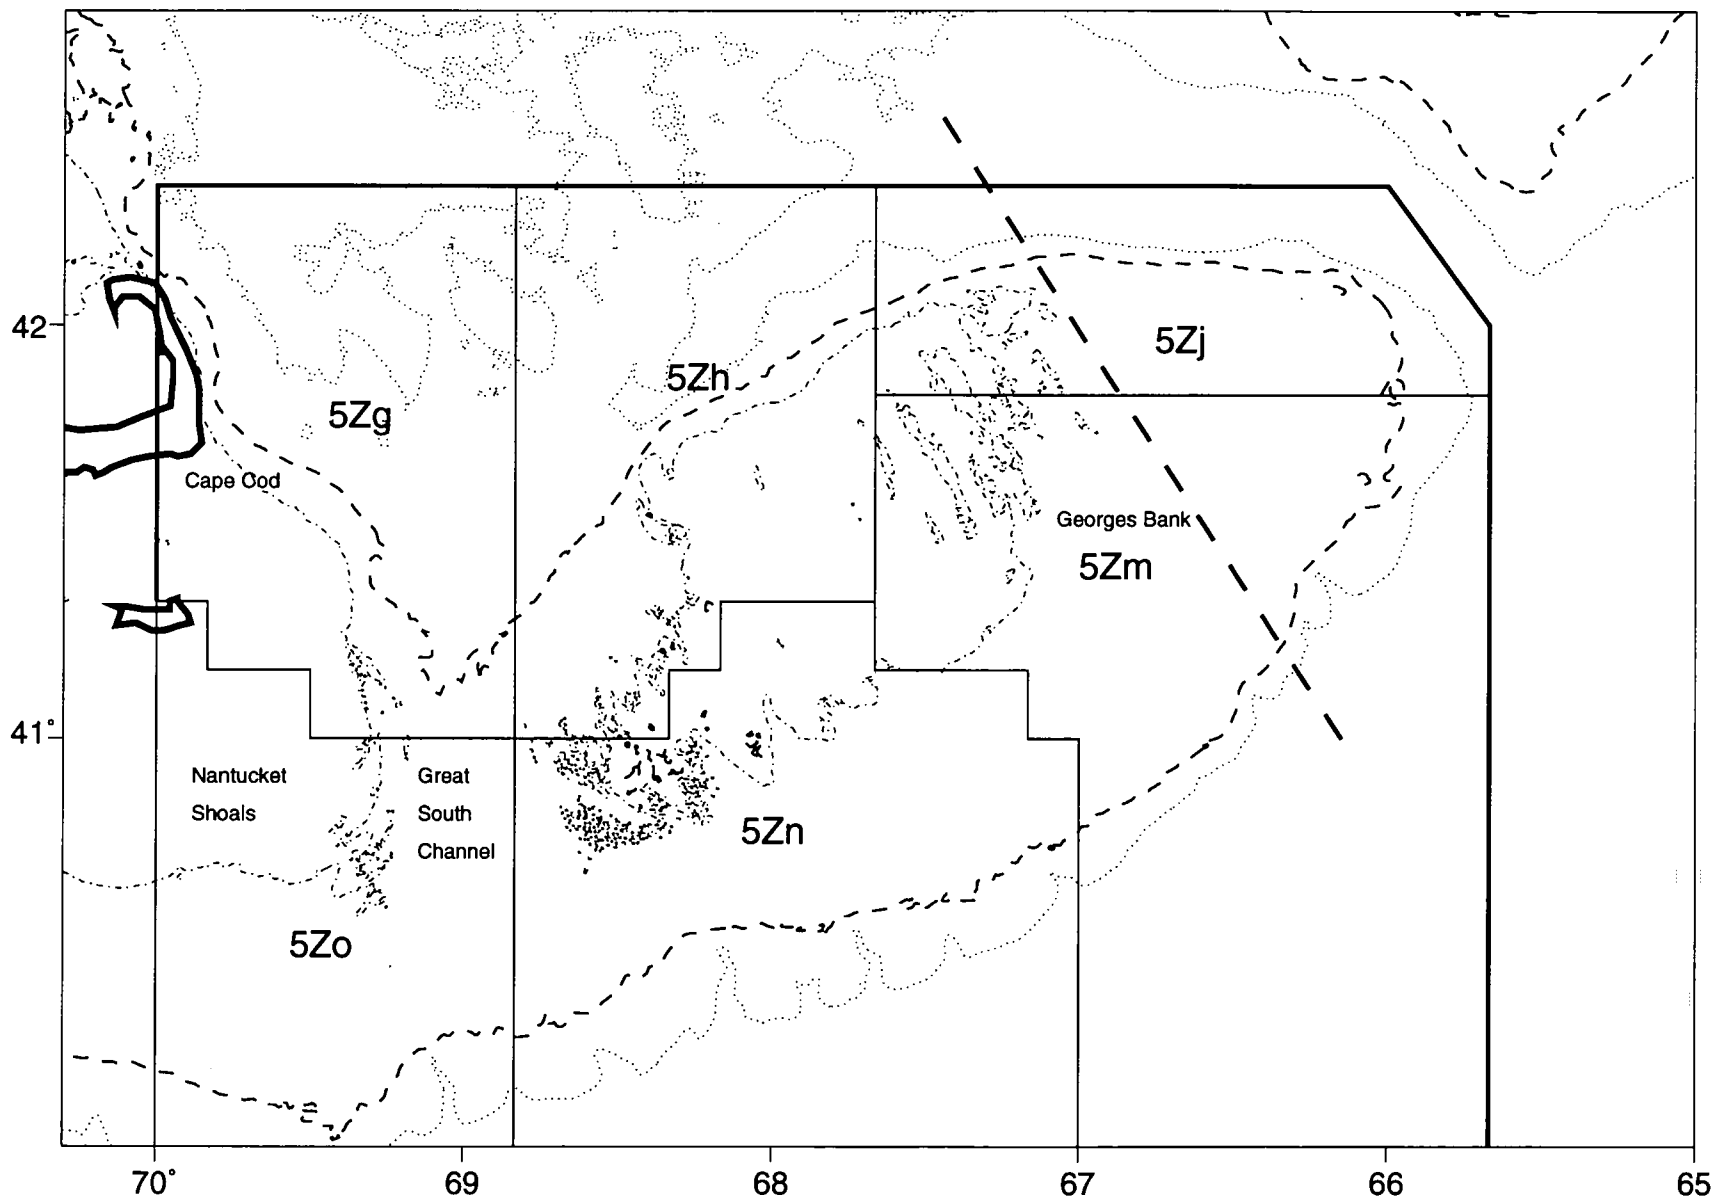 42
5Zj
5Zh
5Zg
Cape Cod
Georges Bank
5Zm
41°
Nantucket
Shoals
Great
South
Channel
5Zn
5Zo
70°
69
68
67
66
65